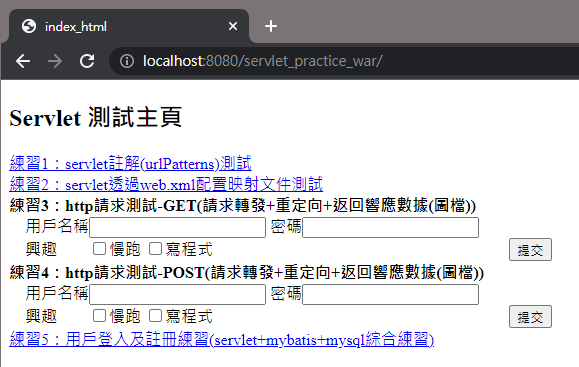 index_html
localhost:8080/servlet_practice_war/
Servlet 測試主頁
練習1：servlet註解(urlPatterns)測試
練習2：servlet透過web.xml配置映射文件測試
練習3：http請求測試-GET(請求轉發+重定向+返回響應數據(圖檔))
用戶名稱 密碼
興趣 慢跑 寫程式 提交
練習4：http請求測試-POST(請求轉發+重定向+返回響應數據(圖檔))
用戶名稱 密碼
興趣 慢跑 寫程式 提交
練習5：用戶登入及註冊練習(servlet+mybatis+mysql綜合練習)